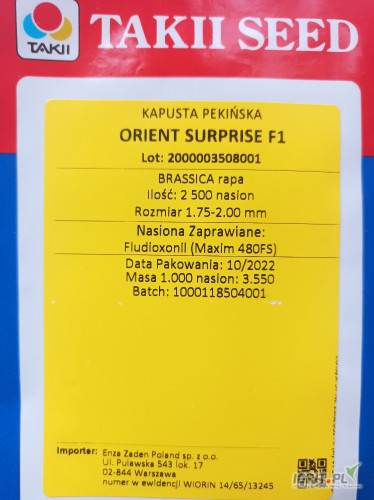 TAKII
TAKII SEED
KAPUSTA PEKIŃSKA
ORIENT SURPRISE F1
Lot: 2000003508001
BRASSICA rapa
Ilość: 2 500 nasion
Rozmiar 1.75-2.00 mm
Nasiona Zaprawiane:
Fludioxonil (Maxim 480FS)
Data Pakowania: 10/2022
Masa 1.000 nasion: 3.550
Batch: 1000118504001
Importer: Enza Zaden Poland sp. z o.o.
Ul. Puławska 543 lok. 17
02-844 Warszawa
numer w ewidencji WIORIN 14/65/13245